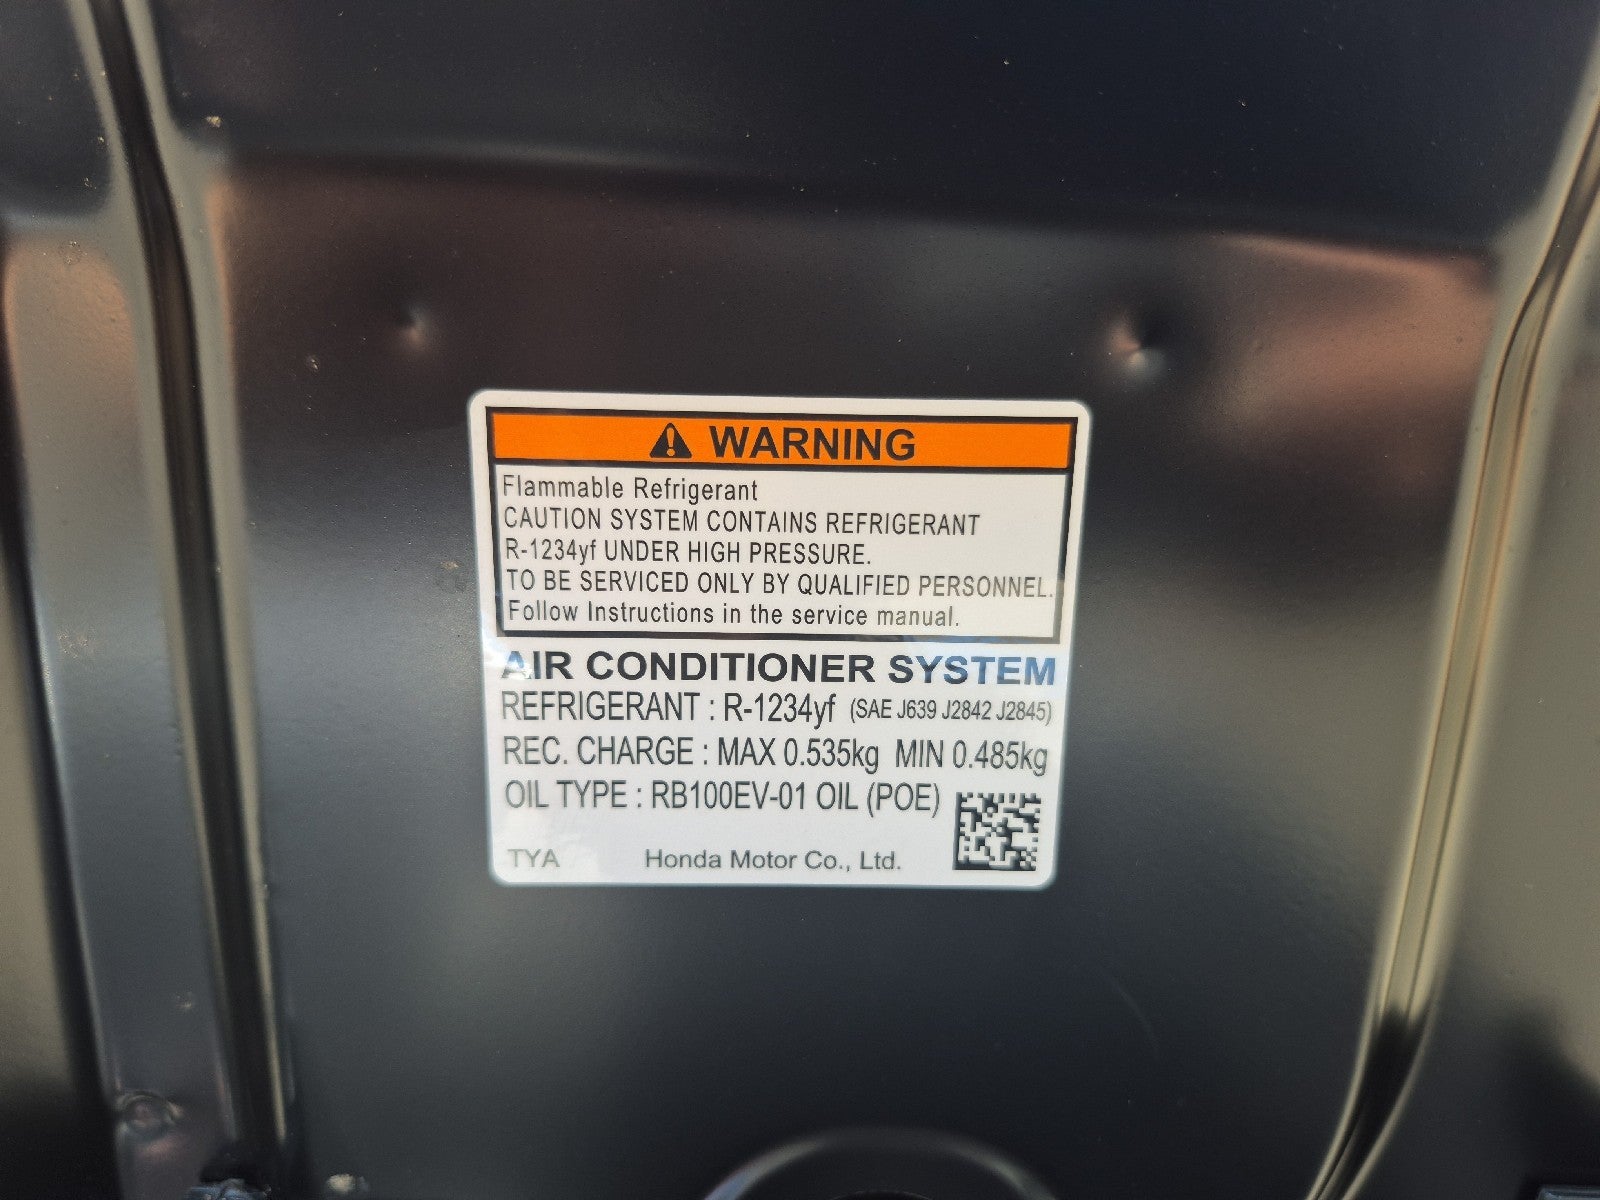 WARNING
Flammable Refrigerant
CAUTION SYSTEM CONTAINS REFRIGERANT
R-1234yf UNDER HIGH PRESSURE.
TO BE SERVICED ONLY BY QUALIFIED PERSONNEL.
Follow Instructions in the service manual.
AIR CONDITIONER SYSTEM
REFRIGERANT : R-1234yf (SAE J639 J2842 J2845)
REC. CHARGE : MAX 0.535kg MIN 0.485kg
OIL TYPE : RB100EV-01 OIL (POE)
TYA Honda Motor Co., Ltd.